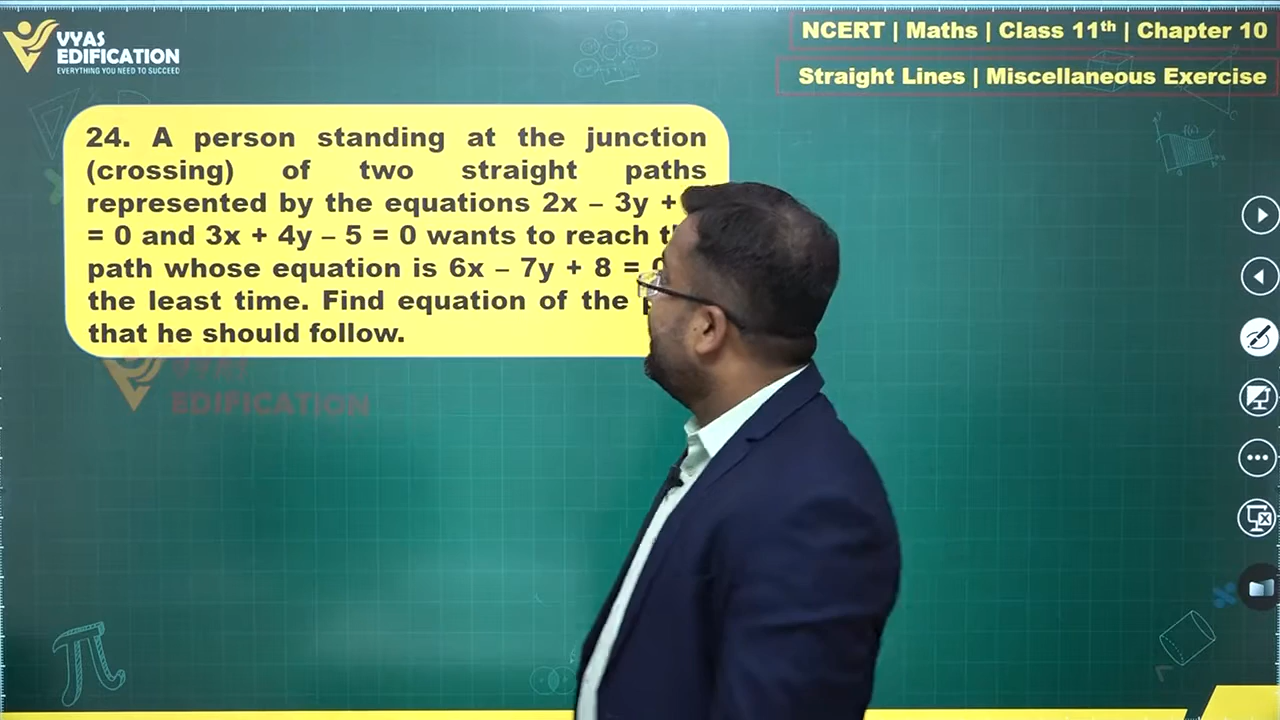 VYAS
EDIFICATION
EVERYTHING YOU NEED TO SUCCEED
NCERT | Maths | Class 11th | Chapter 10
Straight Lines | Miscellaneous Exercise
24. A person standing at the junction
(crossing) of two straight paths
represented by the equations 2x – 3y +
= 0 and 3x + 4y – 5 = 0 wants to reach
path whose equation is 6x – 7y + 8 =
the least time. Find equation of the
that he should follow.
VYAS
EDIFICATION
π